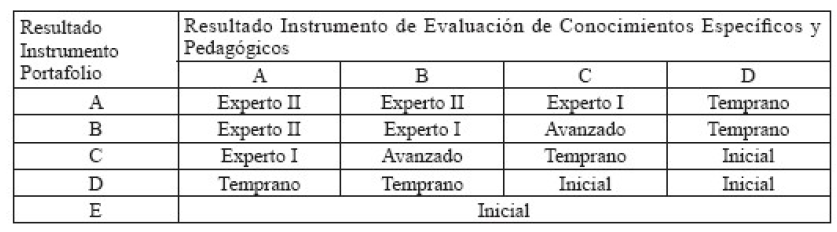 Resultado Instrumento Portafolio
Resultado Instrumento de Evaluación de Conocimientos Específicos y Pedagógicos
A B C D
A Experto II Experto II Experto I Temprano
B Experto II Experto I Avanzado Temprano
C Experto I Avanzado Temprano Inicial
D Temprano Temprano Inicial Inicial
E Inicial